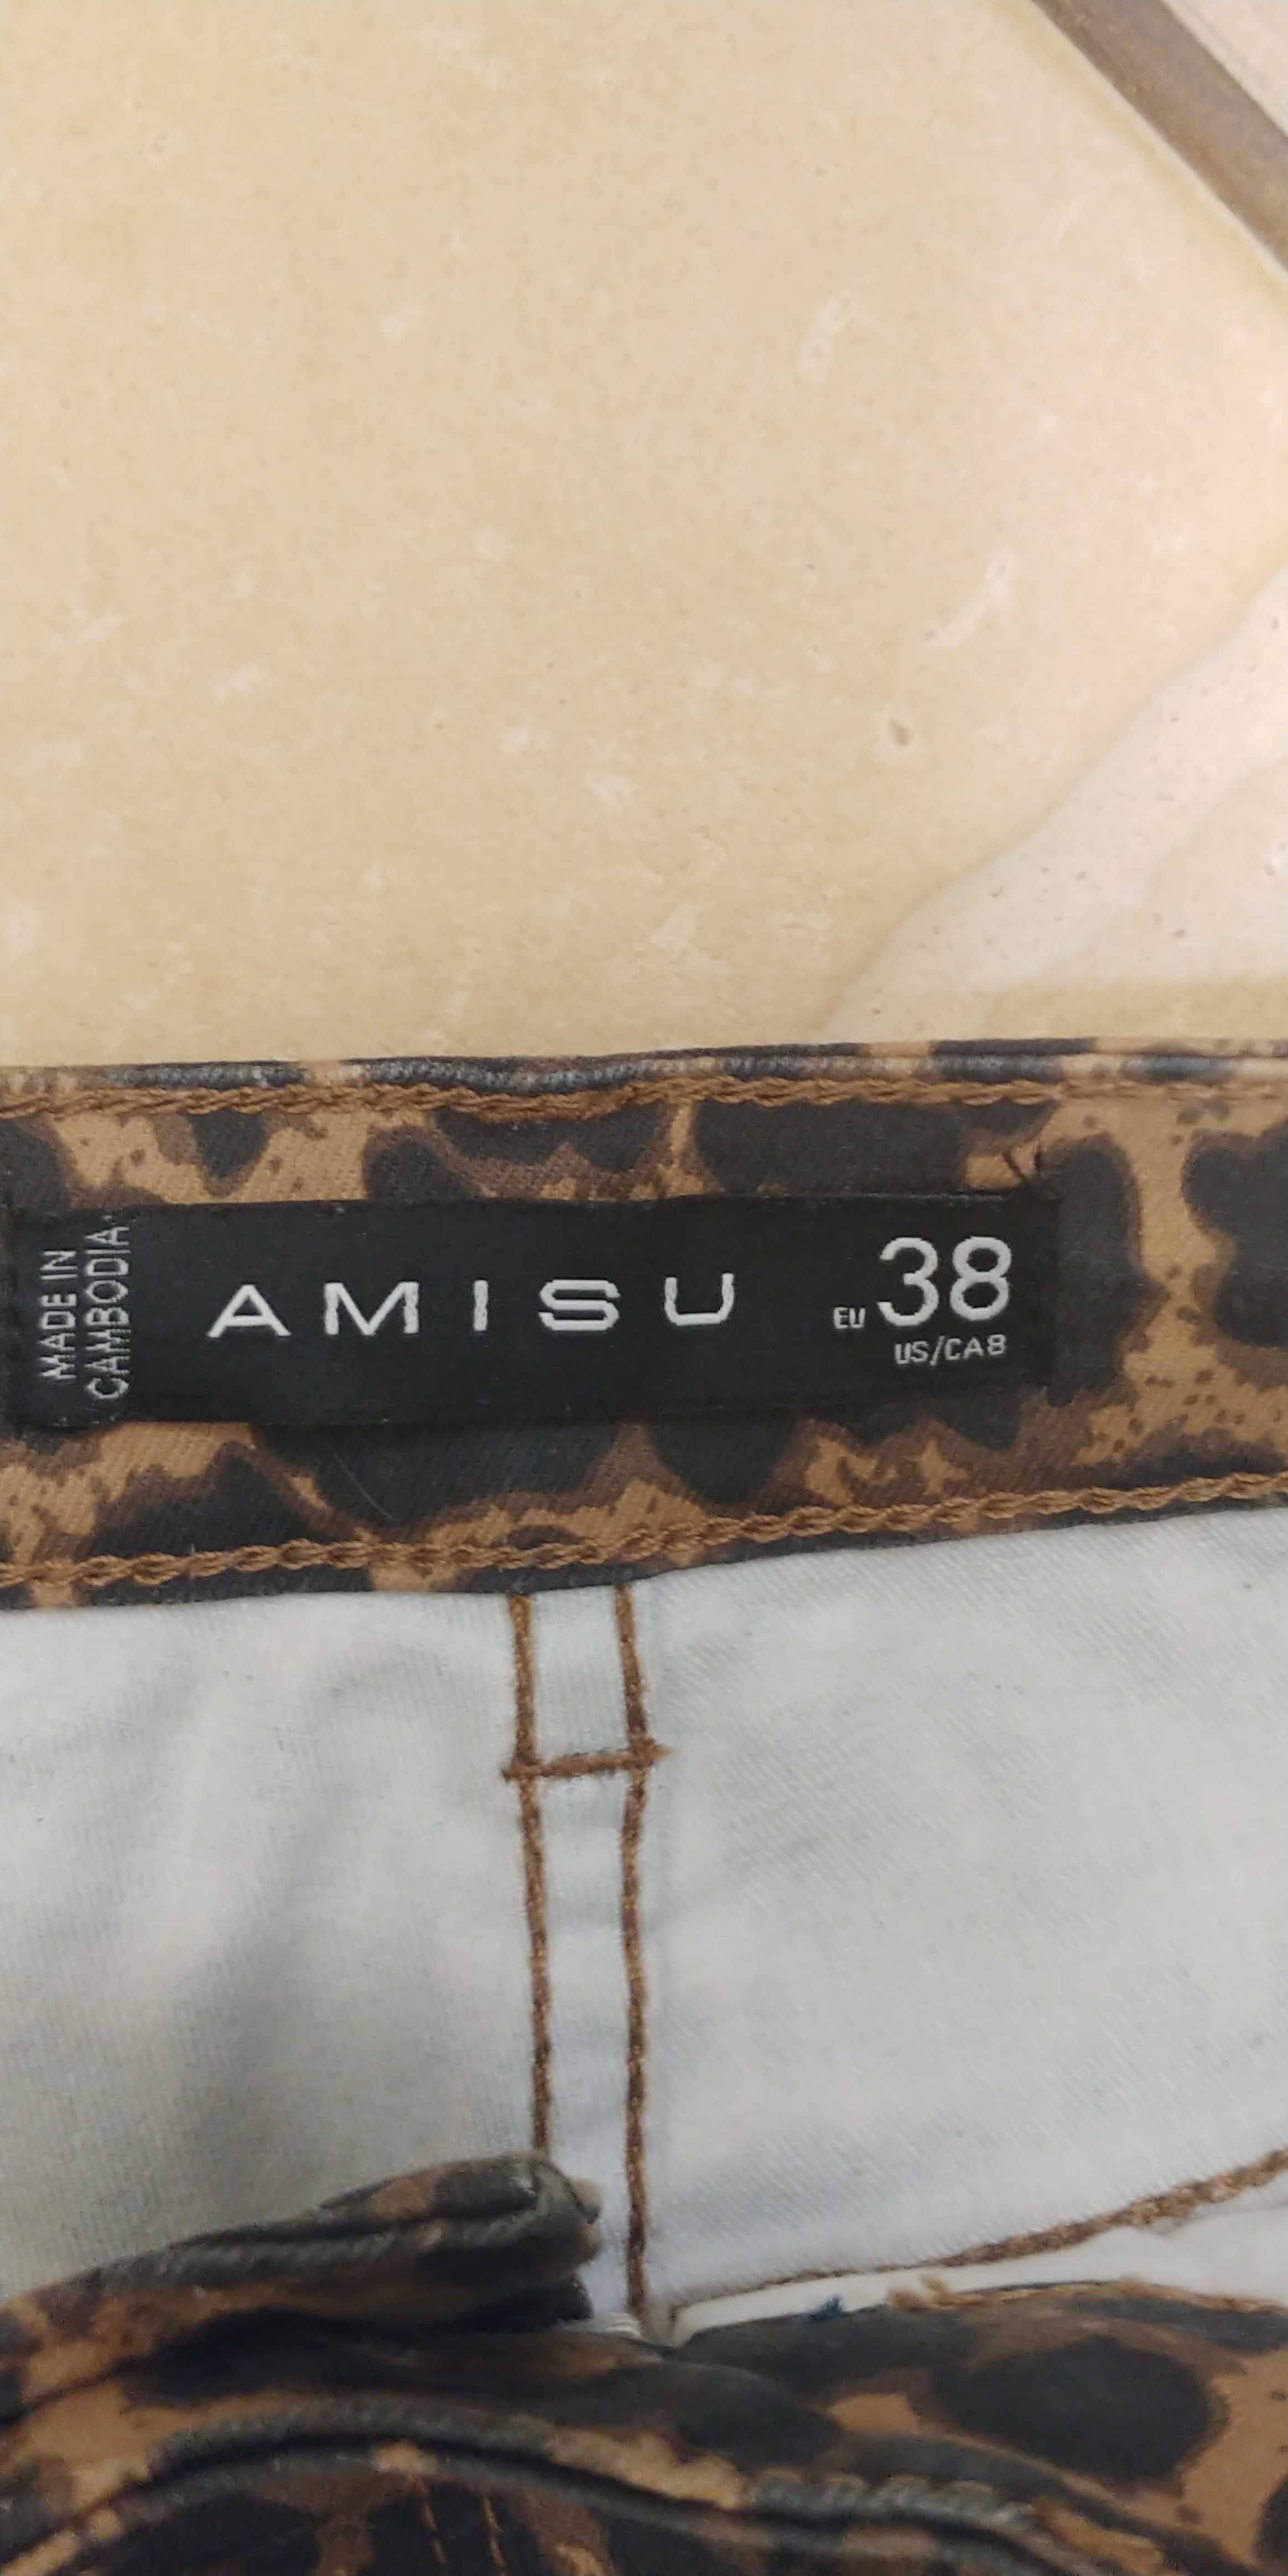 MADE IN
CAMBODIA
AMISU
EU 38
US/CA8